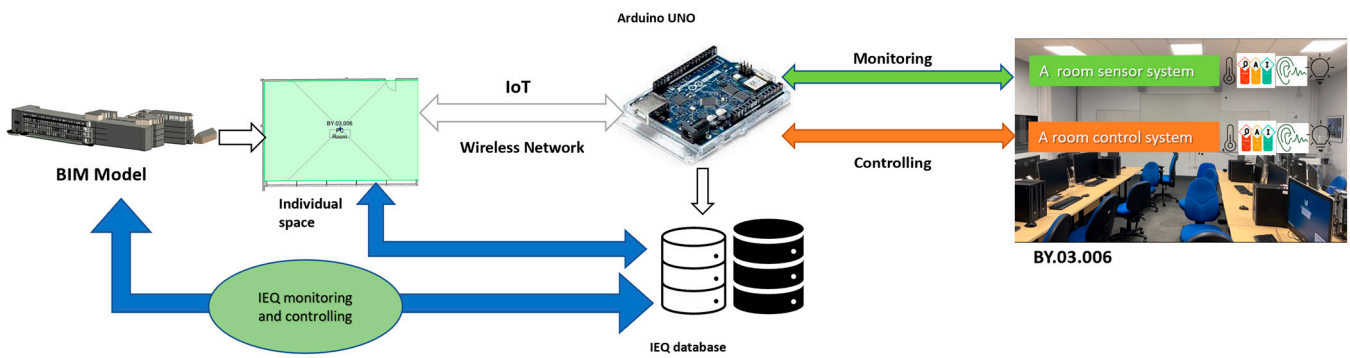 Arduino UNO
BIM Model
BY.03.006
PC
Room
Individual
space
IoT
Wireless Network
Monitoring
Controlling
A room sensor system
D A I
A room control system
D A I
BY.03.006
IEQ monitoring
and controlling
IEQ database